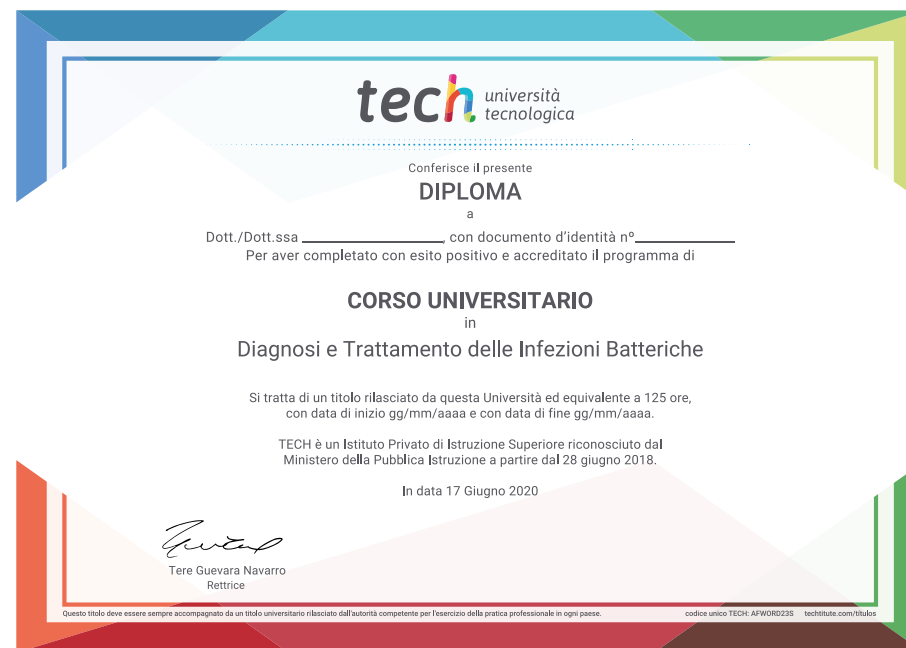 tech università
tecnologica
Conferisce il presente
DIPLOMA
a
Dott./Dott.ssa ____________________, con documento d'identità nº______________
Per aver completato con esito positivo e accreditato il programma di
CORSO UNIVERSITARIO
in
Diagnosi e Trattamento delle Infezioni Batteriche
Si tratta di un titolo rilasciato da questa Università ed equivalente a 125 ore,
con data di inizio gg/mm/aaaa e con data di fine gg/mm/aaaa.
TECH è un Istituto Privato di Istruzione Superiore riconosciuto dal
Ministero della Pubblica Istruzione a partire dal 28 giugno 2018.
In data 17 Giugno 2020
Tere Guevara Navarro
Rettrice
Questo titolo deve essere sempre accompagnato da un titolo universitario rilasciato dall'autorità competente per l'esercizio della pratica professionale in ogni paese. codice unico TECH: AFWORD23S techtitute.com/títulos